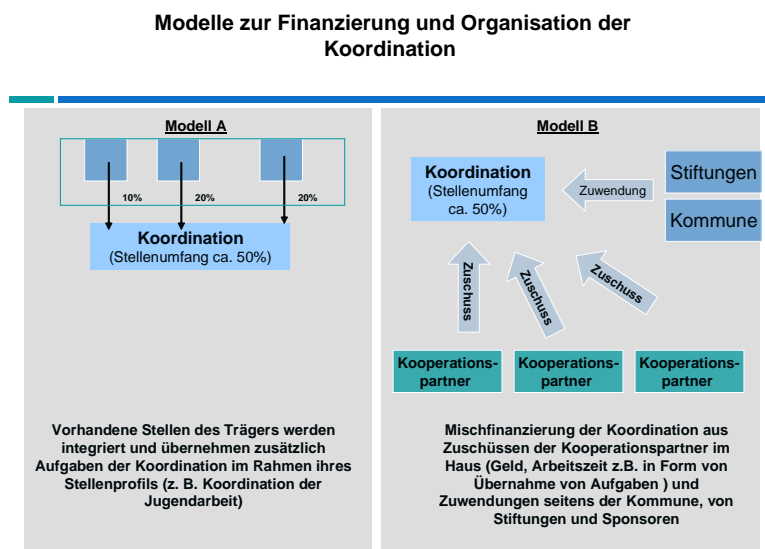 Modelle zur Finanzierung und Organisation der
Koordination
Modell A
10%
20%
20%
Koordination
(Stellenumfang ca. 50%)
Vorhandene Stellen des Trägers werden
integriert und übernehmen zusätzlich
Aufgaben der Koordination im Rahmen ihres
Stellenprofils (z. B. Koordination der
Jugendarbeit)
Modell B
Koordination
(Stellenumfang
ca. 50%)
Zuwendung
Stiftungen
Kommune
Zuschuss
Zuschuss
Zuschuss
Kooperations-
partner
Kooperations-
partner
Kooperations-
partner
Mischfinanzierung der Koordination aus
Zuschüssen der Kooperationspartner im
Haus (Geld, Arbeitszeit z.B. in Form von
Übernahme von Aufgaben ) und
Zuwendungen seitens der Kommune, von
Stiftungen und Sponsoren